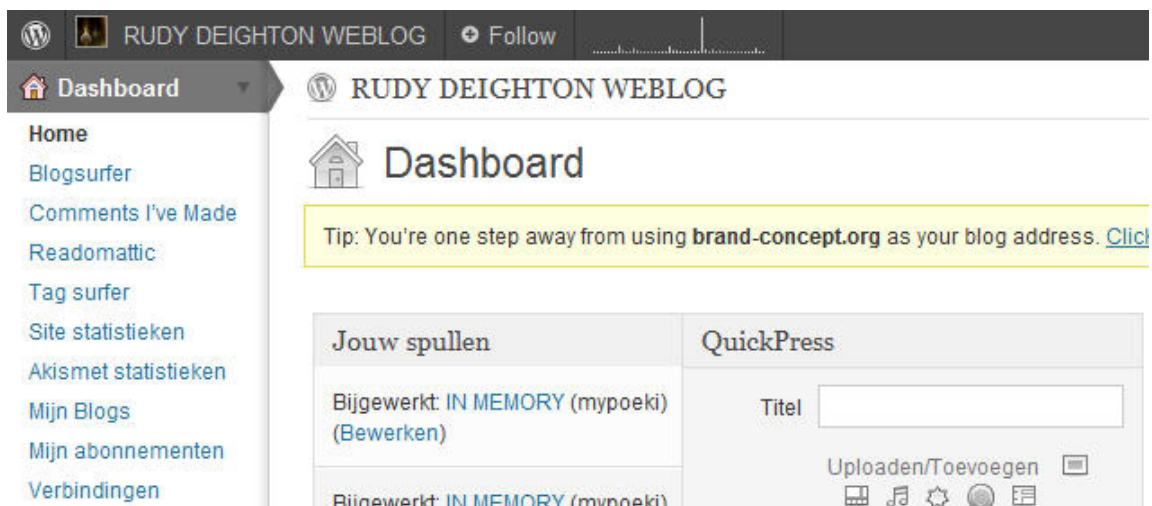 RUDY DEIGHTON WEBLOG Follow
Dashboard
Home
Blogsurfer
Comments I've Made
Readomattic
Tag surfer
Site statistieken
Akismet statistieken
Mijn Blogs
Mijn abonnementen
Verbindingen
RUDY DEIGHTON WEBLOG
Dashboard
Tip: You're one step away from using brand-concept.org as your blog address. Click
Jouw spullen
Bijgewerkt: IN MEMORY (mypoeki)
(Bewerken)
Bijgewerkt: IN MEMORY (mypoeki)
QuickPress
Titel
Uploaden/Toevoegen